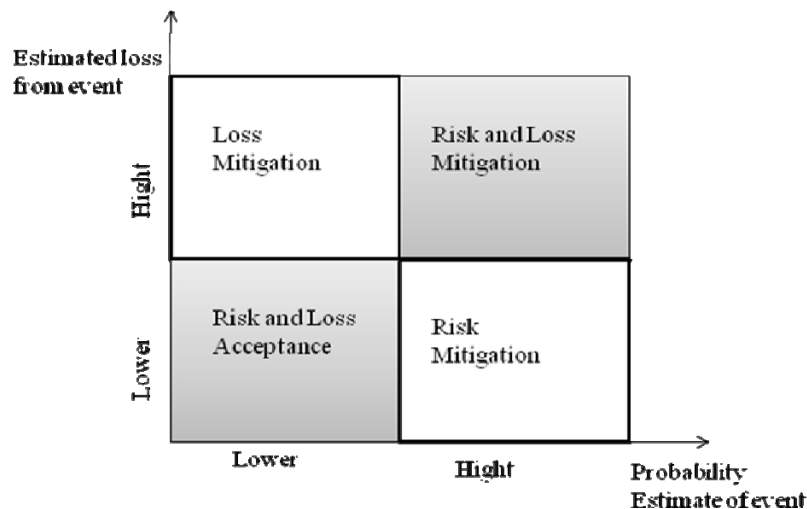 Estimated loss
from event
Loss
Mitigation
Risk and Loss
Mitigation
Hight
Risk and Loss
Acceptance
Risk
Mitigation
Lower
Lower
Hight
Probability
Estimate of event